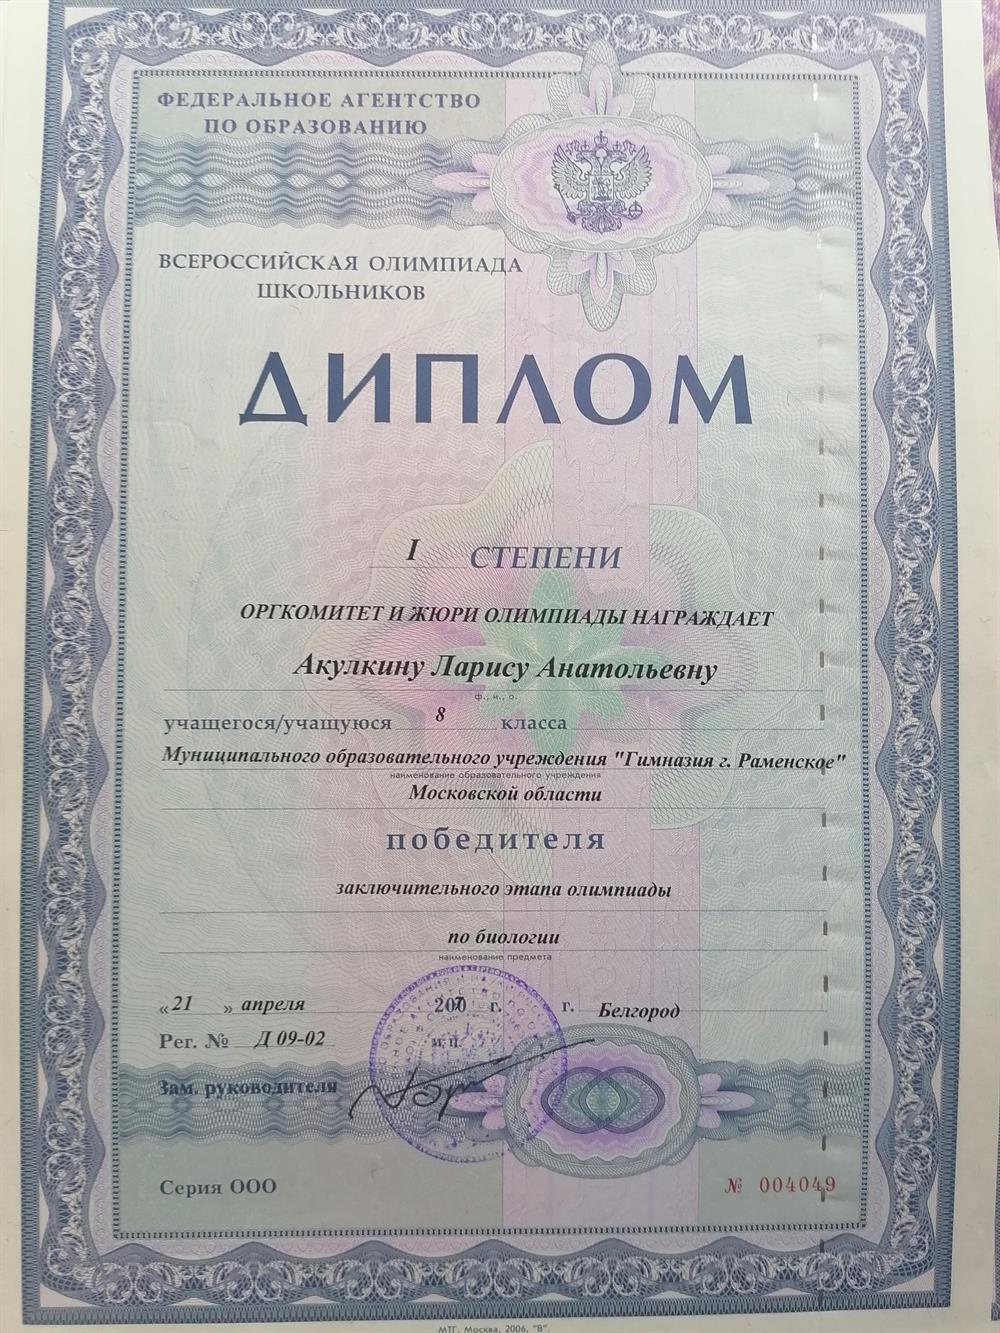 ФЕДЕРАЛЬНОЕ АГЕНТСТВО
ПО ОБРАЗОВАНИЮ
ВСЕРОССИЙСКАЯ ОЛИМПИАДА
ШКОЛЬНИКОВ
ДИПЛОМ
I СТЕПЕНИ
ОРГКОМИТЕТ И ЖЮРИ ОЛИМПИАДЫ НАГРАЖДАЕТ
Акулкину Ларису Анатольевну
ф., и., о.
учащегося/учащуюся 8 класса
Муниципального образовательного учреждения "Гимназия г. Раменское"
наименование образовательного учреждения
Московской области
победителя
заключительного этапа олимпиады
по биологии
наименование предмета
«21» апреля 2007 г. г. Белгород
Рег. № Д 09-02 м.п.
Зам. руководителя
Серия ООО № 004049
МТГ, Москва, 2006, "В".